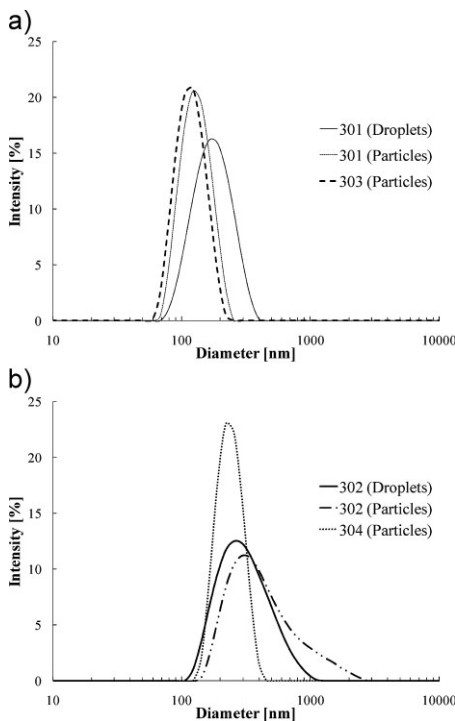 a)
25
20
15
10
5
0
Intensity [%]
301 (Droplets)
301 (Particles)
303 (Particles)
10
100
1000
10000
Diameter [nm]
b)
25
20
15
10
5
0
Intensity [%]
302 (Droplets)
302 (Particles)
304 (Particles)
10
100
1000
10000
Diameter [nm]